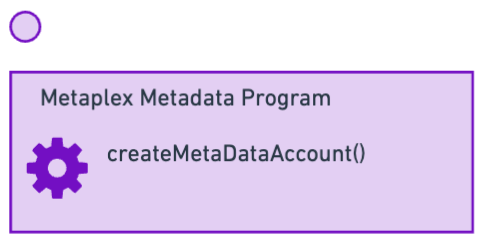 Metaplex Metadata Program
createMetaDataAccount()